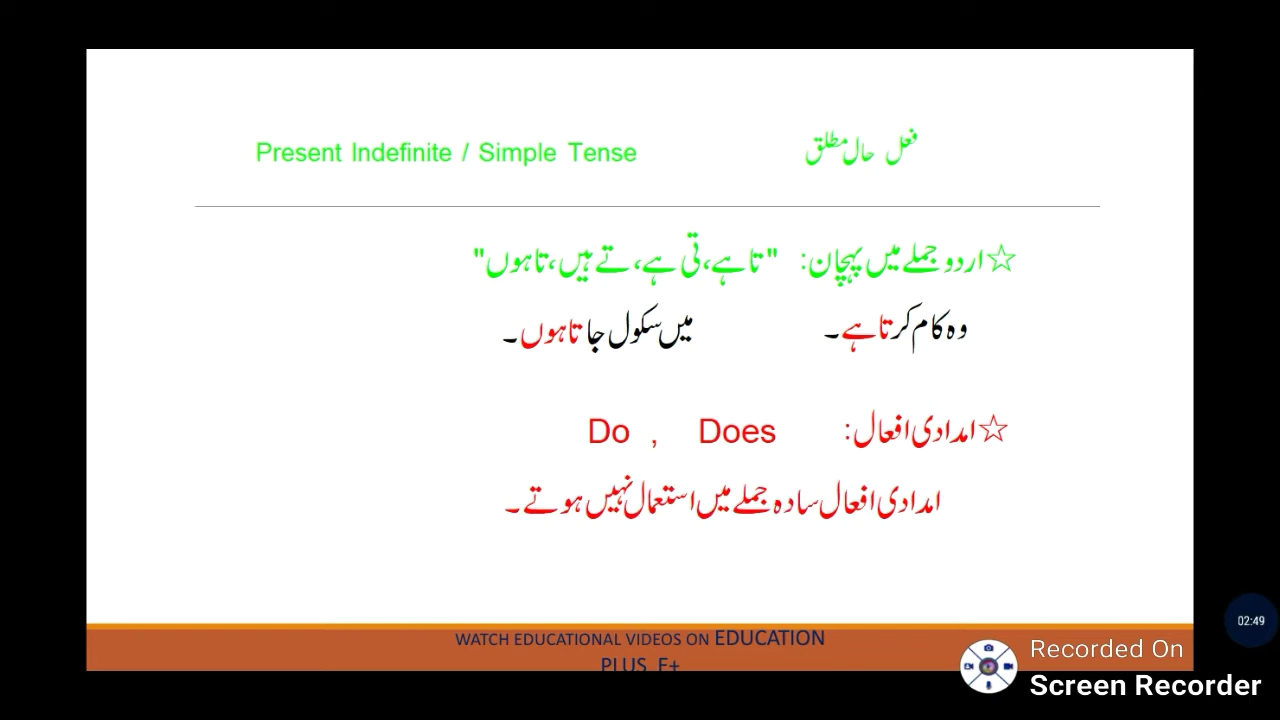 Present Indefinite / Simple Tense فعل حال مطلق
☆اردو جملے میں پہچان: "تا ہے، تی ہے، تے ہیں، تا ہوں"
وہ کام کرتا ہے۔ میں سکول جا تا ہوں۔
☆امدادی افعال: Do , Does
امدادی افعال سادہ جملے میں استعمال نہیں ہوتے۔
WATCH EDUCATIONAL VIDEOS ON EDUCATION
PLUS E+
02:49
Recorded On
Screen Recorder